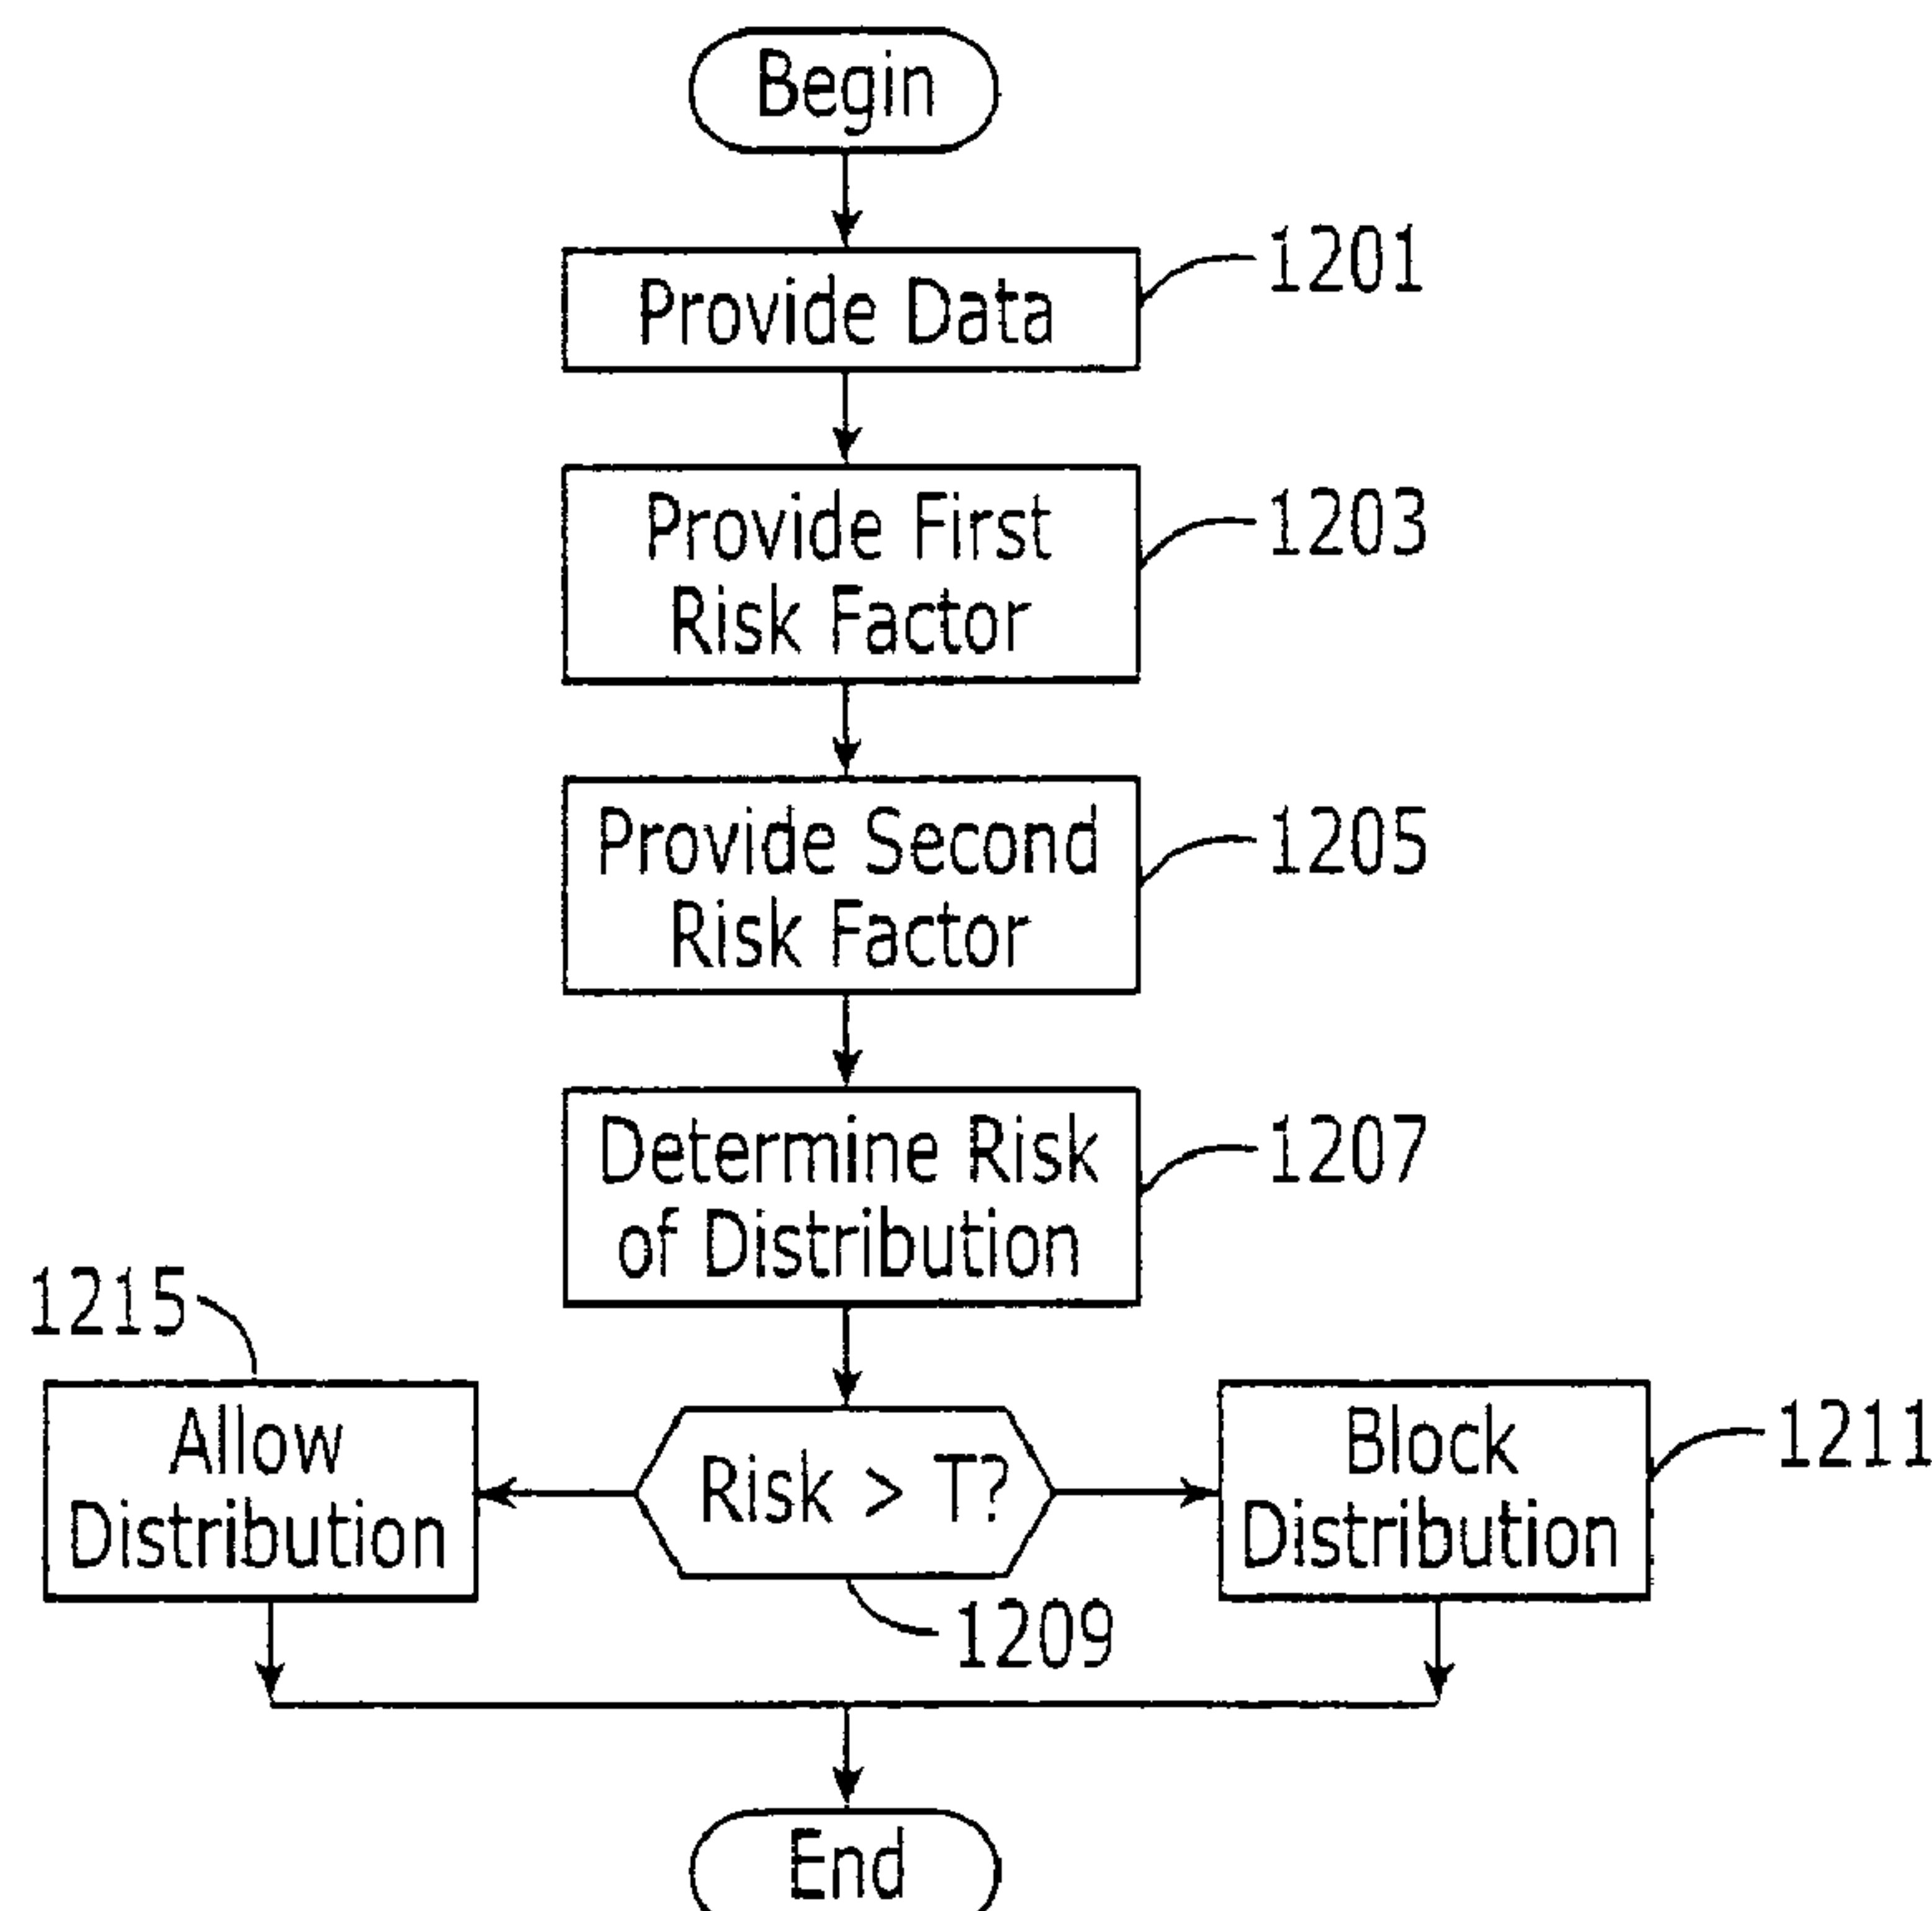 Begin
Provide Data
1201
Provide First
Risk Factor
1203
Provide Second
Risk Factor
1205
Determine Risk
of Distribution
1207
1215
Allow
Distribution
Risk > T?
1209
Block
Distribution
1211
End